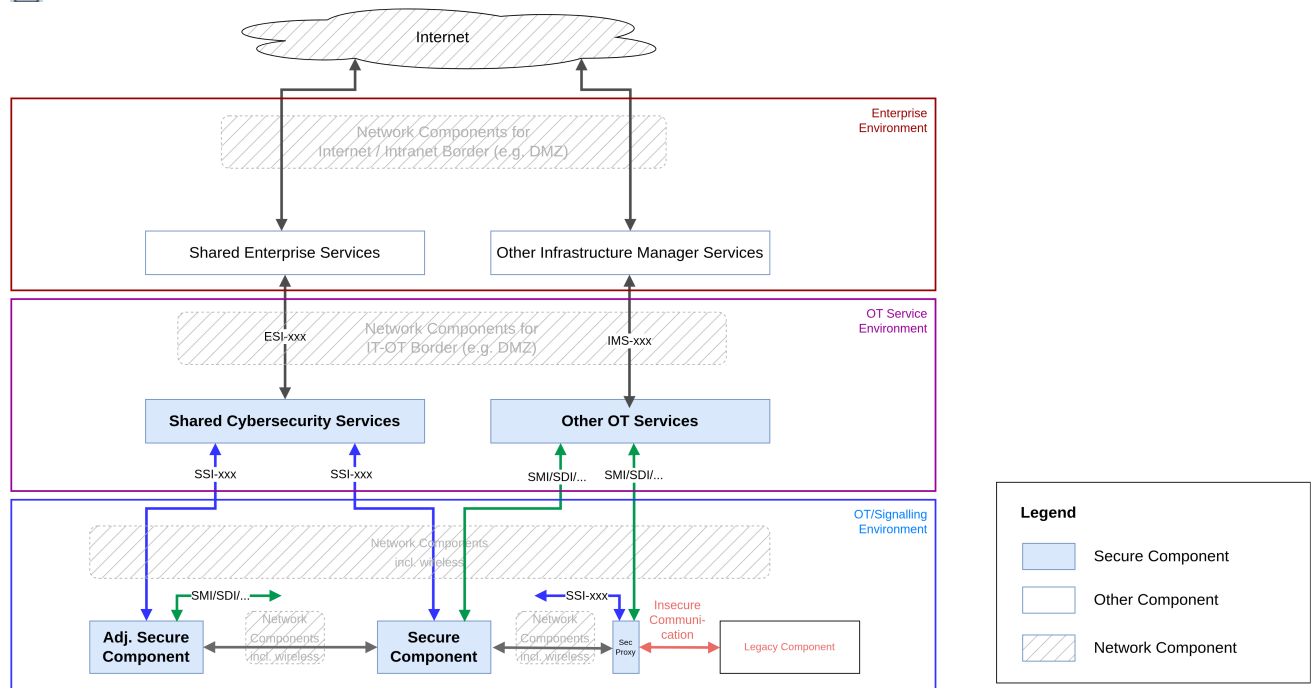 Internet
Enterprise
Environment
Network Components for
Internet / Intranet Border (e.g. DMZ)
Shared Enterprise Services
Other Infrastructure Manager Services
OT Service
Environment
Network Components for
IT-OT Border (e.g. DMZ)
ESI-xxx
IMS-xxx
Shared Cybersecurity Services
Other OT Services
SSI-xxx
SSI-xxx
SMI/SDI/...
SMI/SDI/...
OT/Signalling
Environment
Network Components
incl. wireless
SMI/SDI/...
SSI-xxx
Adj. Secure
Component
Network
Components
incl. wireless
Secure
Component
Network
Components
incl. wireless
Sec
Proxy
Insecure
Communi-
cation
Legacy Component
Legend
Secure Component
Other Component
Network Component